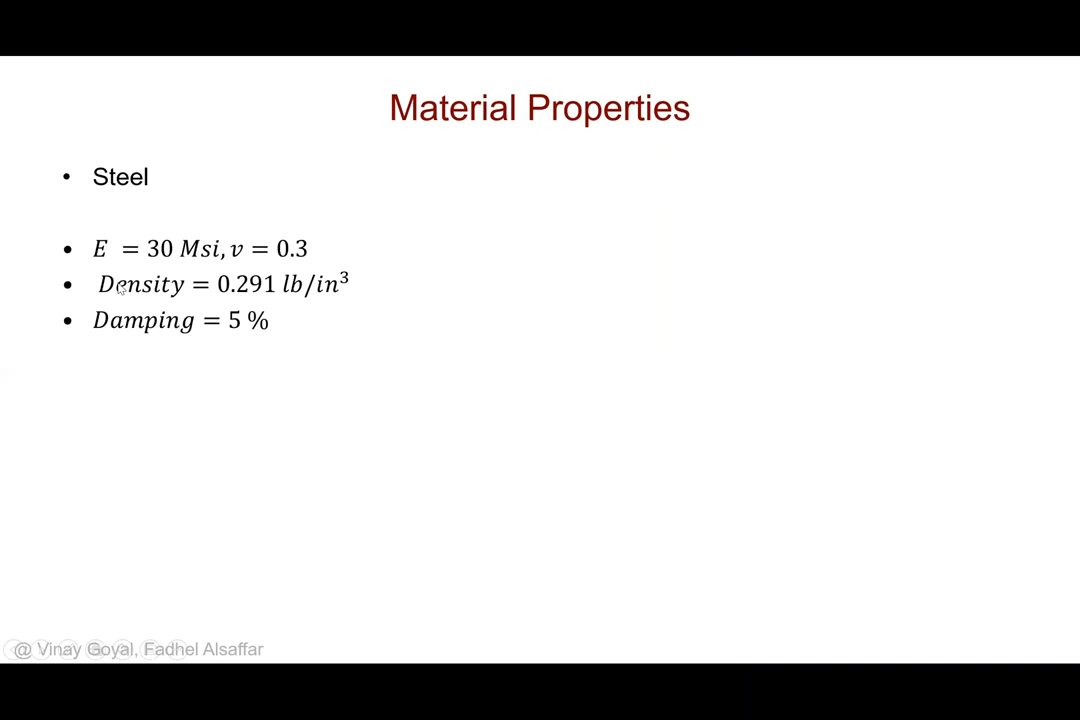 Material Properties
• Steel
• E = 30 Msi, v = 0.3
• Density = 0.291 lb/in³
• Damping = 5 %
@ Vinay Goyal, Fadhel Alsaffar